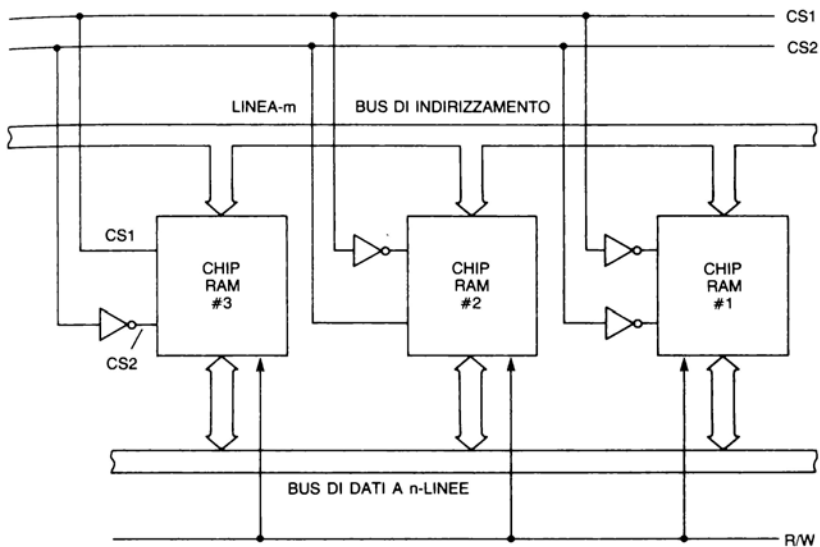 CS1
CS2
LINEA-m
BUS DI INDIRIZZAMENTO
CS1
CHIP
RAM
#3
CHIP
RAM
#2
CHIP
RAM
#1
CS2
BUS DI DATI A n-LINEE
R/W